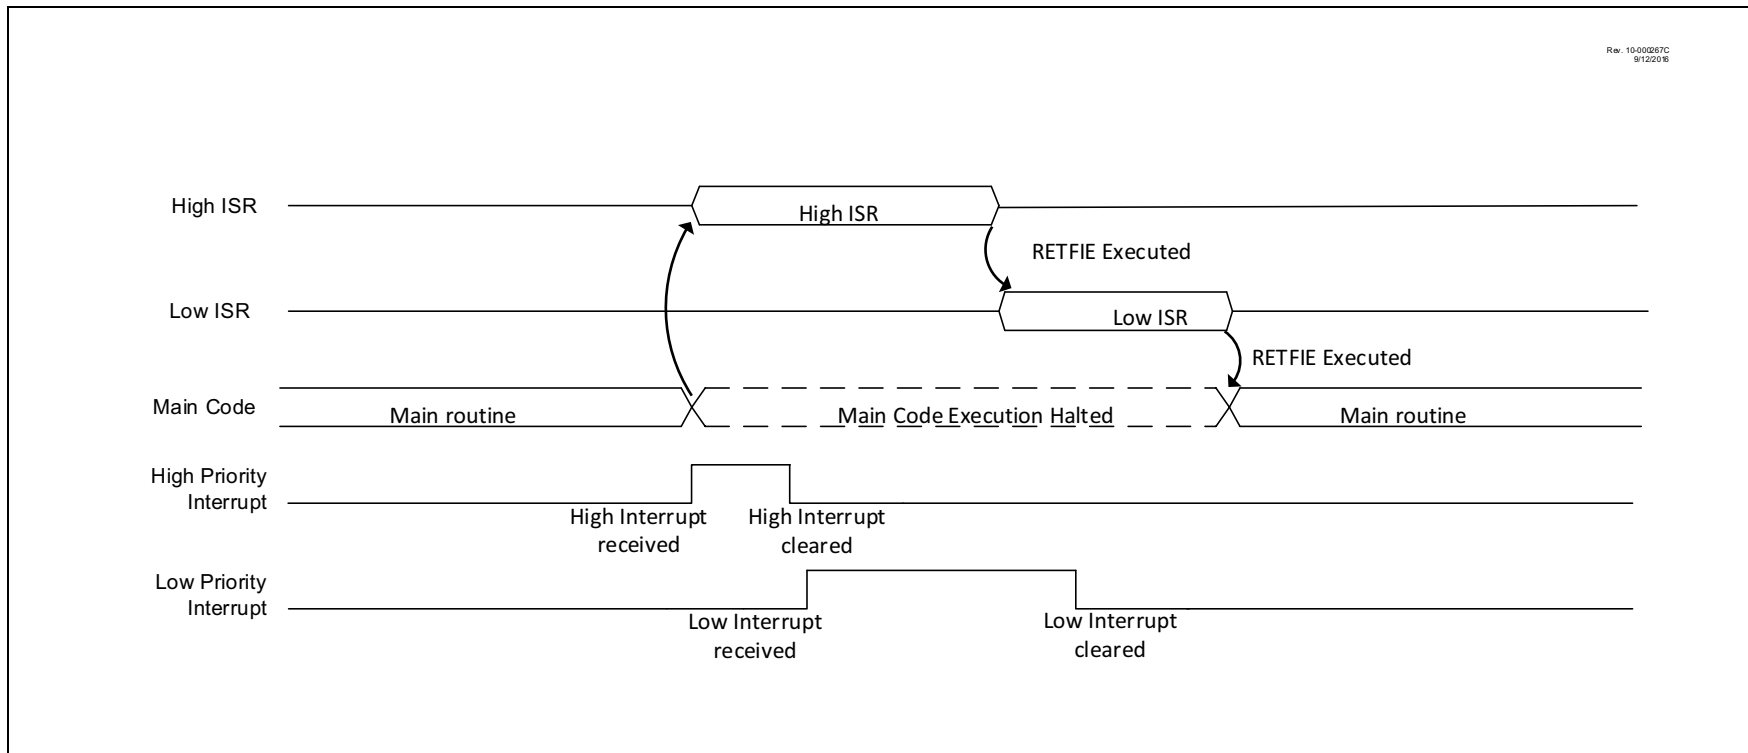 Rev. 10-000267C
9/12/2016
High ISR
High ISR
RETFIE Executed
Low ISR
Low ISR
RETFIE Executed
Main Code
Main routine
Main Code Execution Halted
Main routine
High Priority
Interrupt
High Interrupt
received
High Interrupt
cleared
Low Priority
Interrupt
Low Interrupt
received
Low Interrupt
cleared